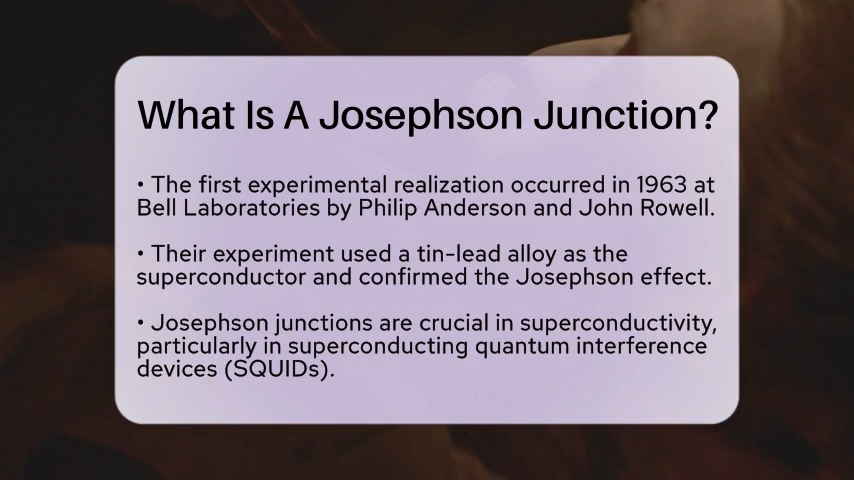 What Is A Josephson Junction?
• The first experimental realization occurred in 1963 at
Bell Laboratories by Philip Anderson and John Rowell.
• Their experiment used a tin-lead alloy as the
superconductor and confirmed the Josephson effect.
• Josephson junctions are crucial in superconductivity,
particularly in superconducting quantum interference
devices (SQUIDs).